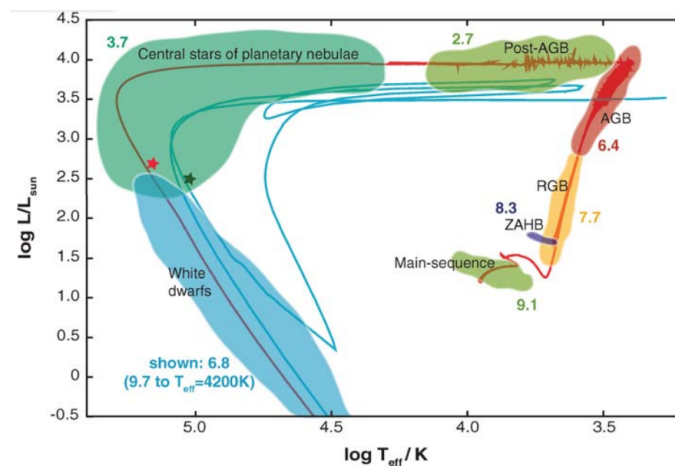 4.5
3.7
Central stars of planetary nebulae
2.7
Post-AGB
4.0
3.5
AGB
6.4
3.0
RGB
2.5
8.3
7.7
2.0
ZAHB
1.5
Main-sequence
White
dwarfs
9.1
1.0
0.5
shown: 6.8
(9.7 to Teff=4200K)
0
-0.5
5.0
4.5
4.0
3.5
log L/Lsun
log Teff / K